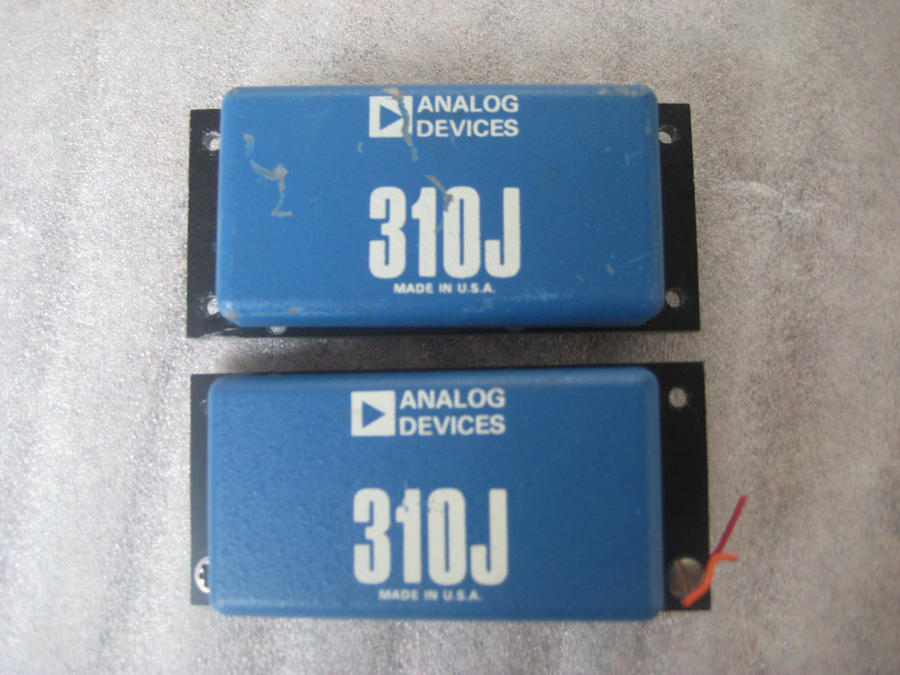 ANALOG
DEVICES
310J
MADE IN U.S.A.
ANALOG
DEVICES
310J
MADE IN U.S.A.